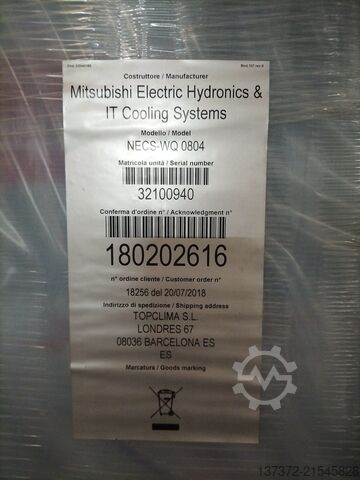 Costruttore / Manufacturer
Mitsubishi Electric Hydronics &
IT Cooling Systems
Modello / Model
NECS-WQ 0804
Matricola unità / Serial number
32100940
Conferma d'ordine n° / Acknowledgment n°
180202616
n° ordine cliente / Customer order n°
18256 del 20/07/2018
Indirizzo di spedizione / Shipping address
TOPCLIMA S.L.
LONDRES 67
08036 BARCELONA ES
ES
Marcatura / Goods marking
137372-21545828